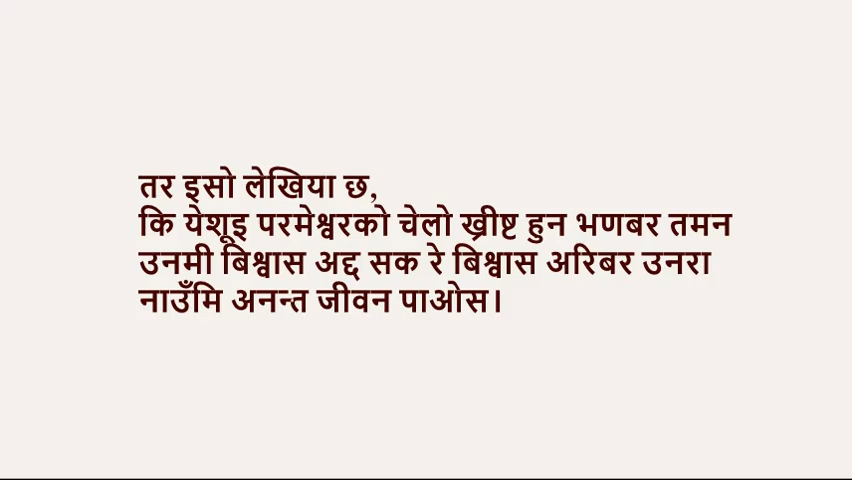 तर इसो लेखिया छ,
कि येशूइ परमेश्वरको चेलो ख्रीष्ट हुन भणबर तमन
उनमी बिश्वास अद्द सक रे बिश्वास अरिबर उनरा
नाउँमि अनन्त जीवन पाओस।